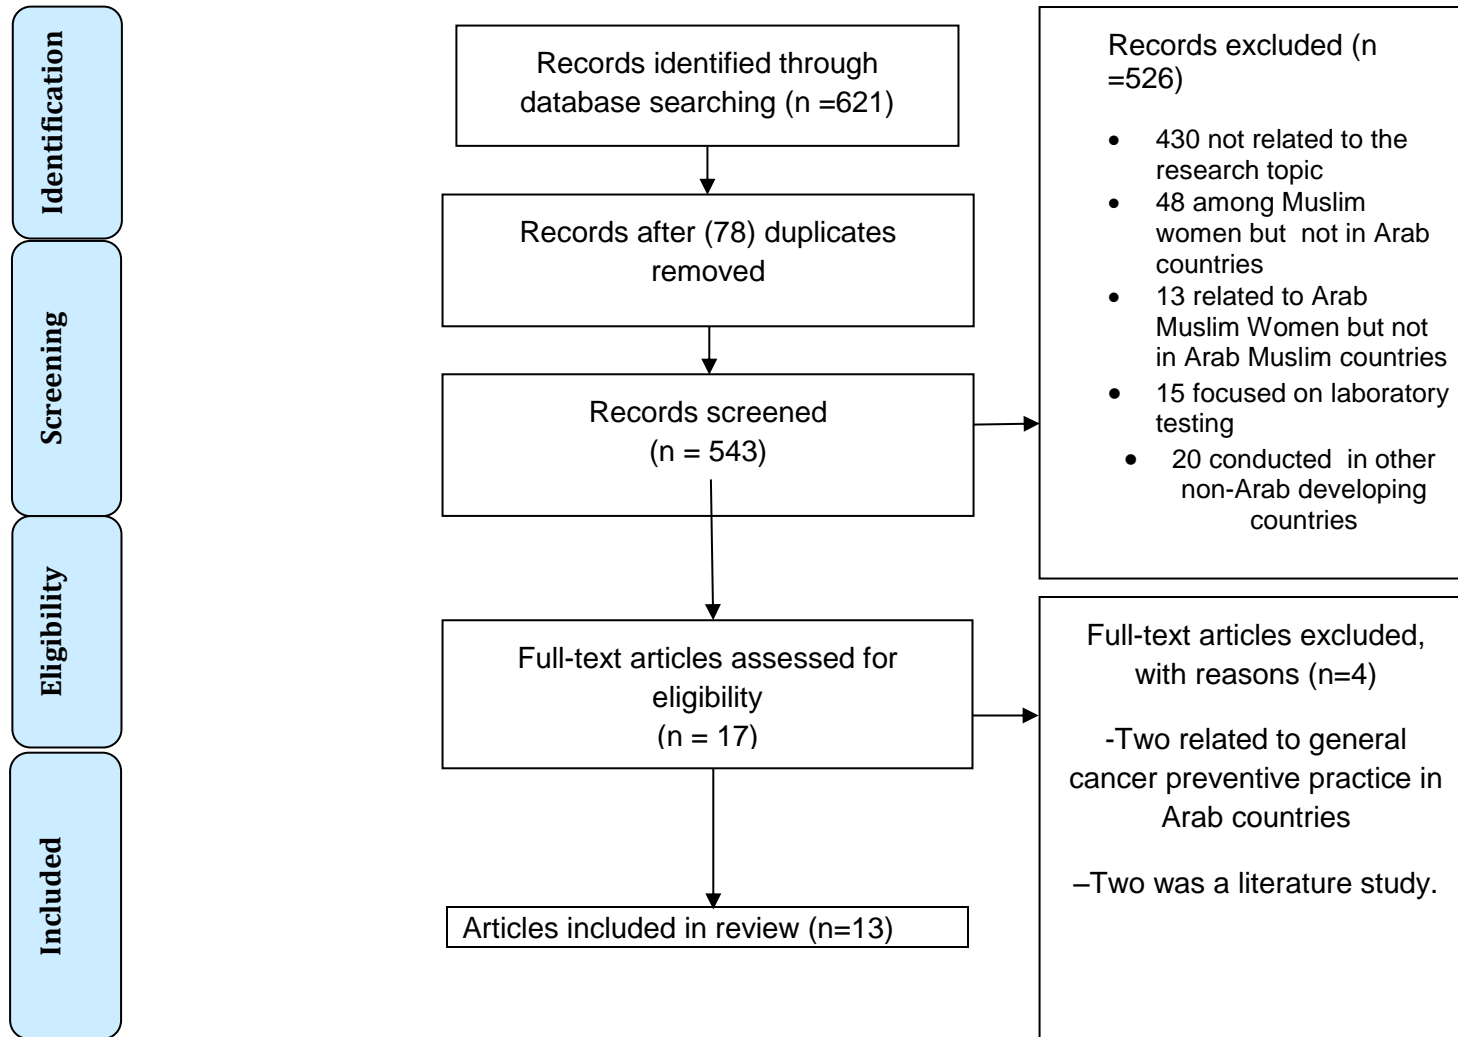 Identification
Records identified through
database searching (n =621)
Records after (78) duplicates
removed
Screening
Records screened
(n = 543)
Records excluded (n
=526)
• 430 not related to the
research topic
• 48 among Muslim
women but  not in Arab
countries
• 13 related to Arab
Muslim Women but not
in Arab Muslim countries
• 15 focused on laboratory
testing
• 20 conducted  in other
non-Arab developing
countries
Eligibility
Full-text articles assessed for
eligibility
(n = 17)
Full-text articles excluded,
with reasons (n=4)
-Two related to general
cancer preventive practice in
Arab countries
–Two was a literature study.
Included
Articles included in review (n=13)